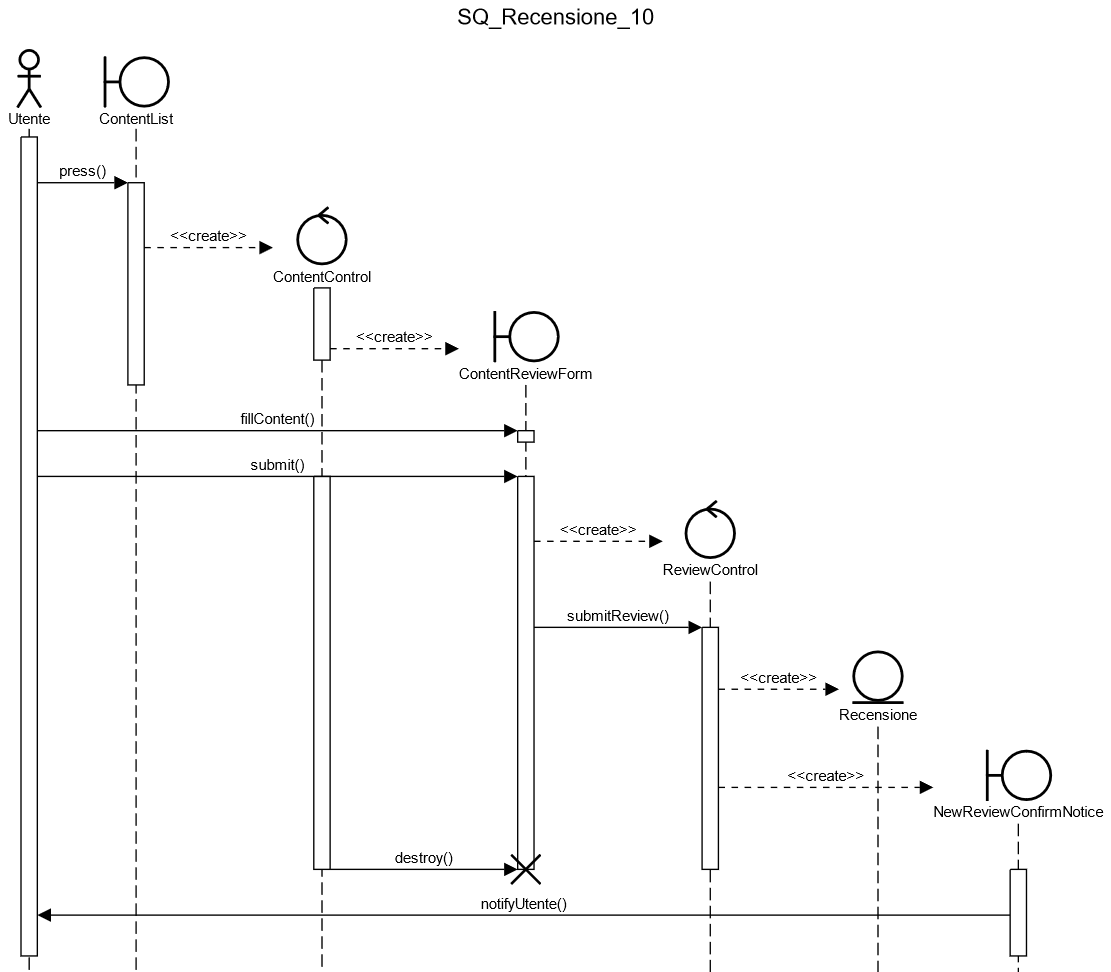 SQ_Recensione_10
Utente
ContentList
press()
<<create>>
ContentControl
<<create>>
ContentReviewForm
fillContent()
submit()
<<create>>
ReviewControl
submitReview()
<<create>>
Recensione
<<create>>
NewReviewConfirmNotice
destroy()
notifyUtente()